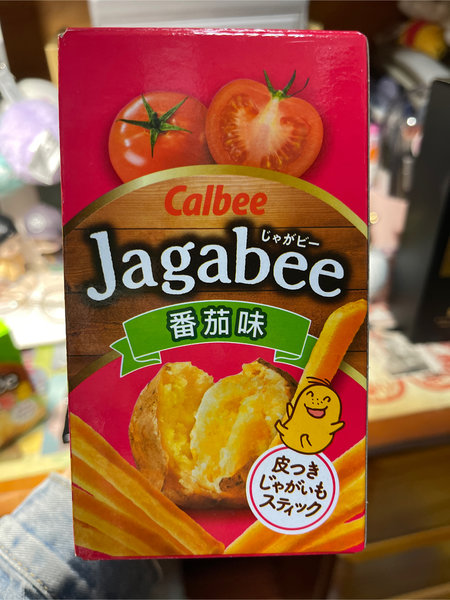 Calbee
じゃがビー
Jagabee
番茄味
皮つき
じゃがいも
スティック